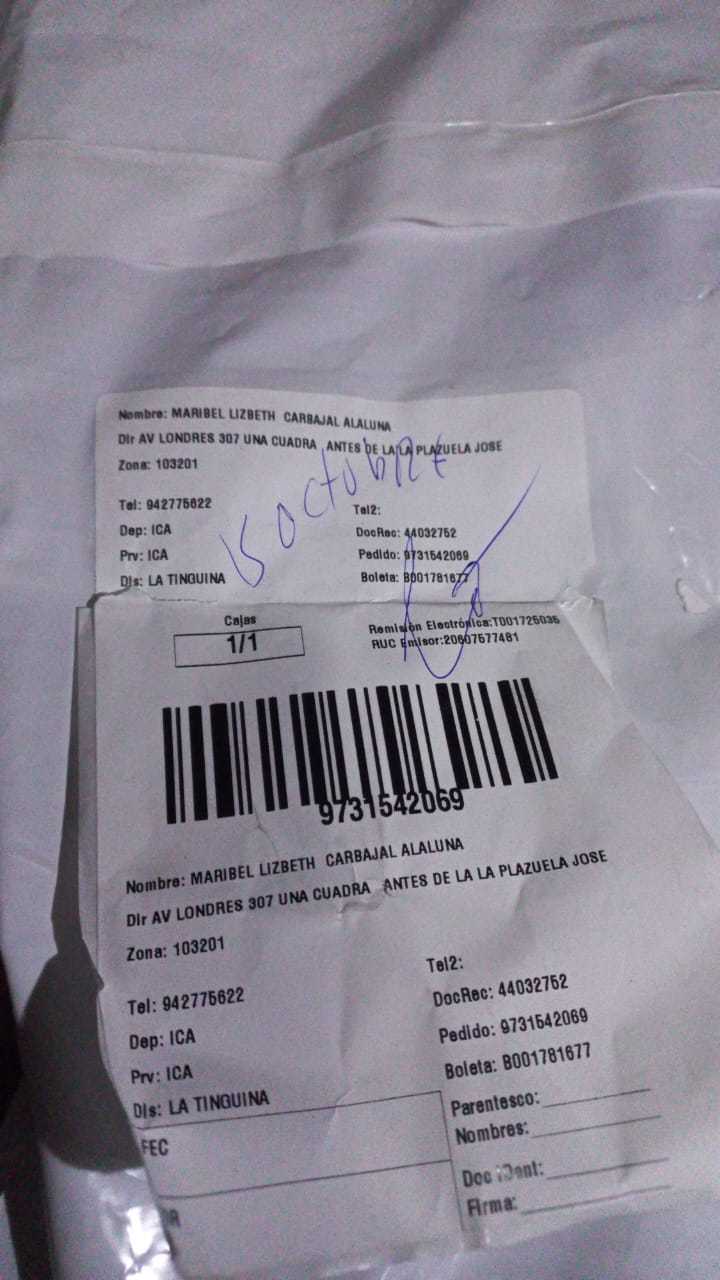 Nombre: MARIBEL LIZBETH CARBAJAL ALALUNA
Dir AV LONDRES 307 UNA CUADRA ANTES DE LA LA PLAZUELA JOSE
Zona: 103201
15 octubre
Tel: 942775622 Tel2:
Dep: ICA DocRec: 44032752
Prv: ICA Pedido: 9731542069
Dis: LA TINGUINA Boleta: B001781677
Cajas
1/1
Remisión Electrónica:T001725035
RUC Emisor:20607577481
9731542069
Nombre: MARIBEL LIZBETH CARBAJAL ALALUNA
Dir AV LONDRES 307 UNA CUADRA ANTES DE LA LA PLAZUELA JOSE
Zona: 103201
Tel2:
Tel: 942775622 DocRec: 44032752
Dep: ICA Pedido: 9731542069
Prv: ICA Boleta: B001781677
Dis: LA TINGUINA
Parentesco:
FEC Nombres:
Doc Ident:
Firma: